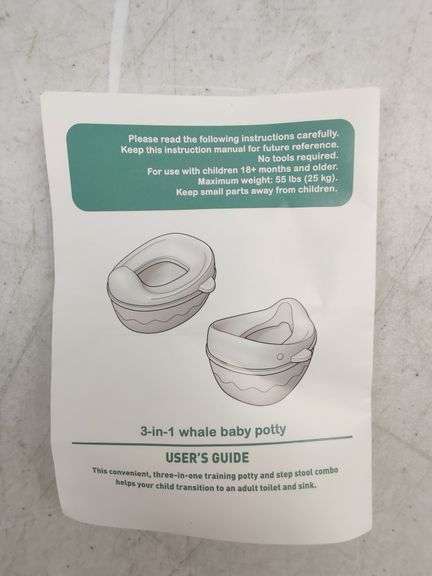 Please read the following instructions carefully.
Keep this instruction manual for future reference.
No tools required.
For use with children 18+ months and older.
Maximum weight: 55 lbs (25 kg).
Keep small parts away from children.
3-in-1 whale baby potty
USER'S GUIDE
This convenient, three-in-one training potty and step stool combo
helps your child transition to an adult toilet and sink.